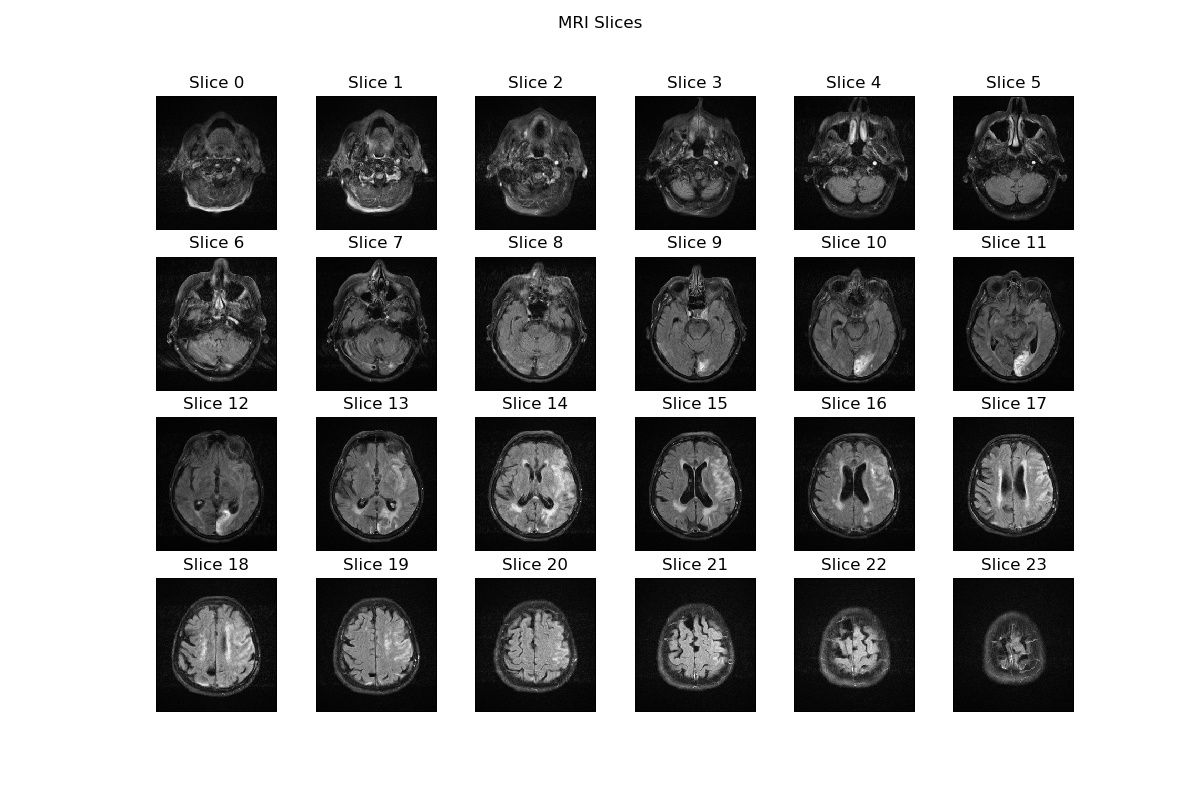 MRI Slices
Slice 0
Slice 1
Slice 2
Slice 3
Slice 4
Slice 5
Slice 6
Slice 7
Slice 8
Slice 9
Slice 10
Slice 11
Slice 12
Slice 13
Slice 14
Slice 15
Slice 16
Slice 17
Slice 18
Slice 19
Slice 20
Slice 21
Slice 22
Slice 23